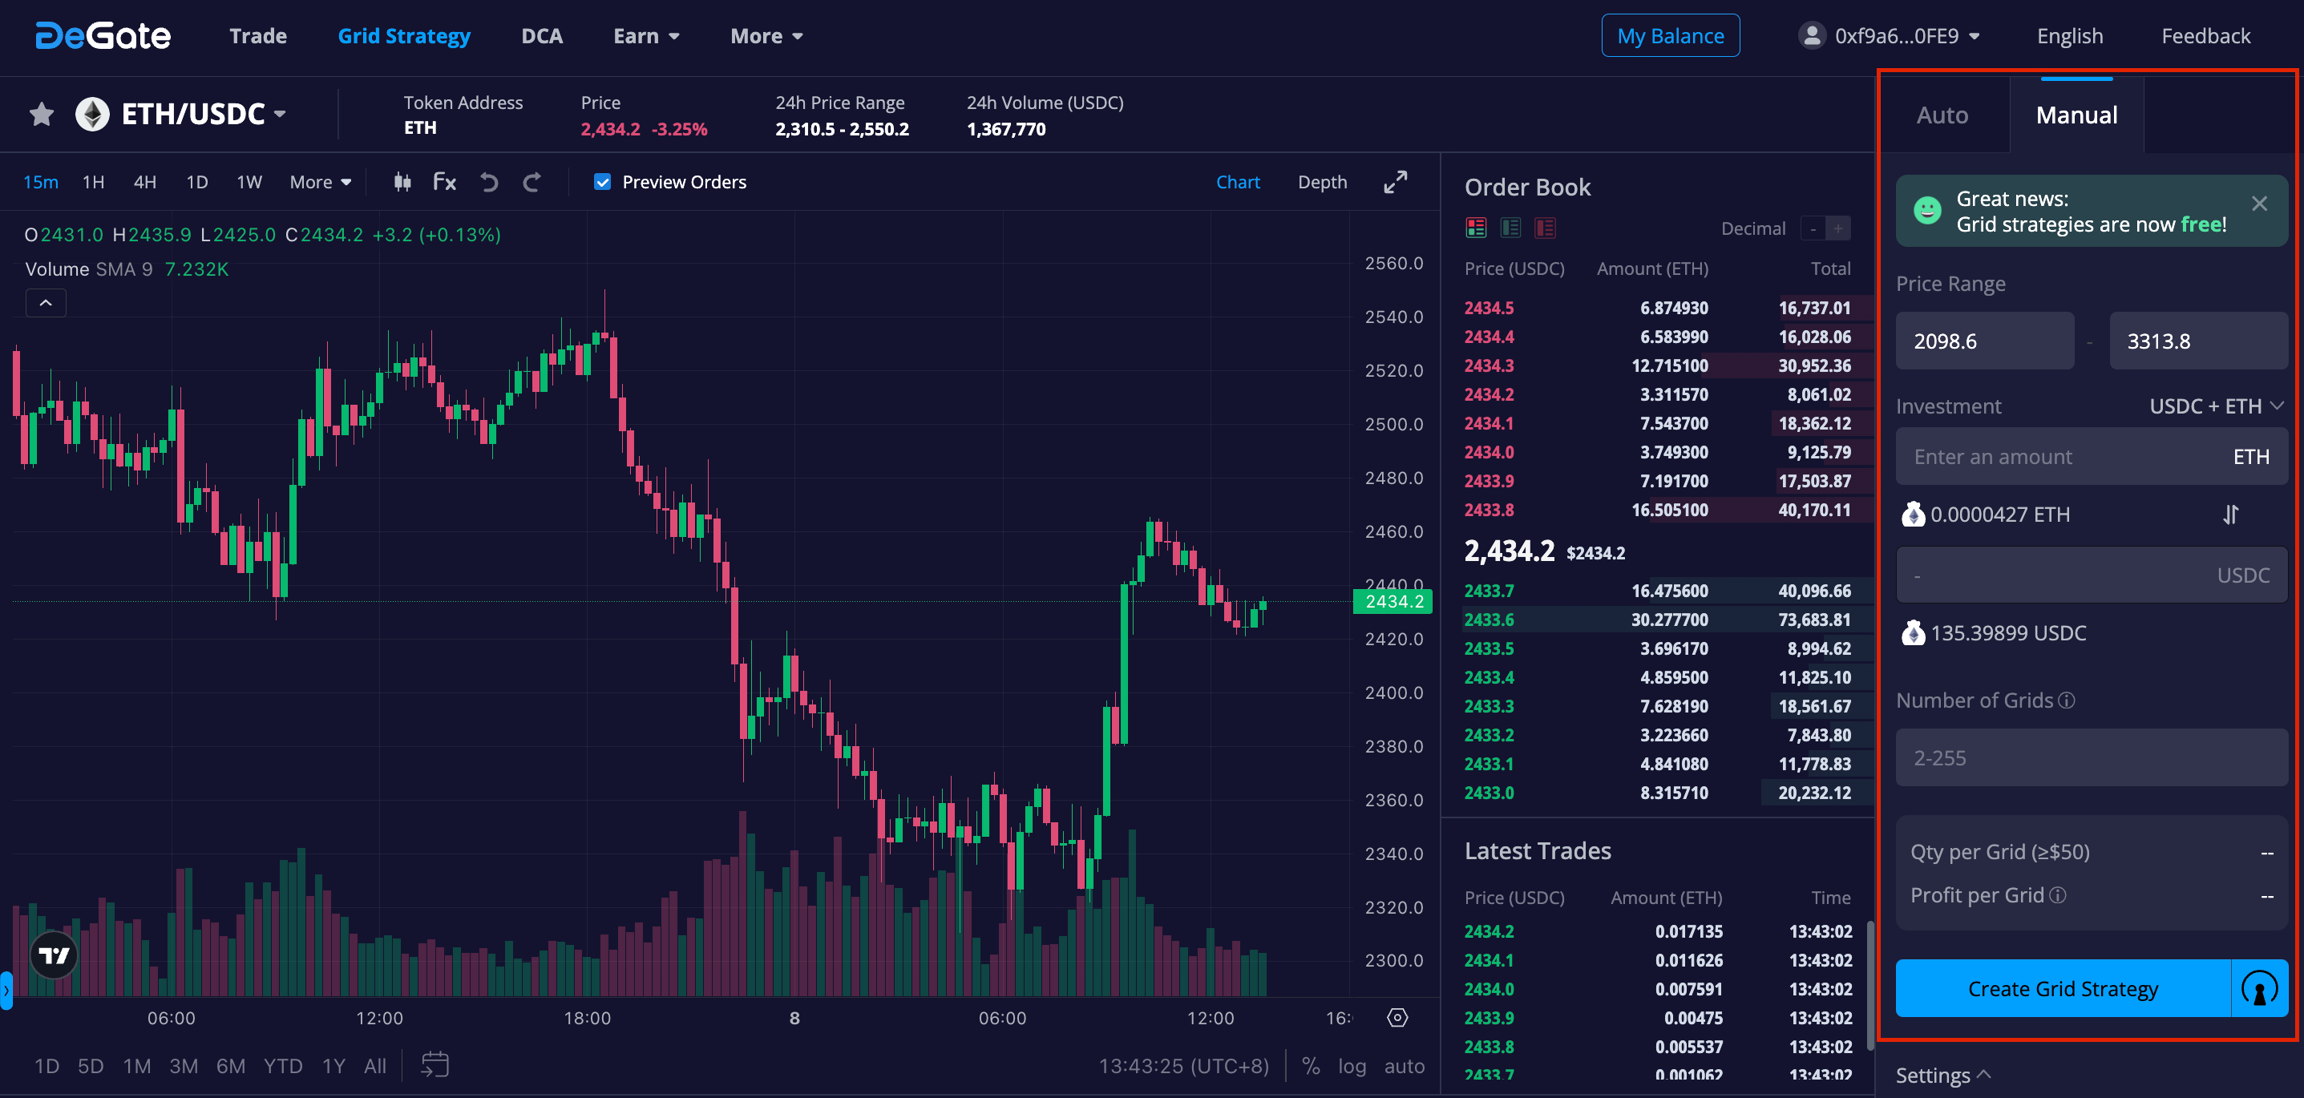 DeGate Trade Grid Strategy DCA Earn More My Balance 0xf9a6...0FE9 English Feedback
ETH/USDC
Token Address
ETH
Price
2,434.2 -3.25%
24h Price Range
2,310.5 - 2,550.2
24h Volume (USDC)
1,367,770
15m 1H 4H 1D 1W More Fx Preview Orders Chart Depth
O2431.0 H2435.9 L2425.0 C2434.2 +3.2 (+0.13%)
Volume SMA 9 7.232K
2560.0
2540.0
2520.0
2500.0
2480.0
2460.0
2440.0
2434.2
2420.0
2400.0
2380.0
2360.0
2340.0
2320.0
2300.0
06:00 12:00 18:00 8 06:00 12:00 16:
1D 5D 1M 3M 6M YTD 1Y All 13:43:25 (UTC+8) % log auto
Order Book
Decimal - +
Price (USDC) Amount (ETH) Total
2434.5 6.874930 16,737.01
2434.4 6.583990 16,028.06
2434.3 12.715100 30,952.36
2434.2 3.311570 8,061.02
2434.1 7.543700 18,362.12
2434.0 3.749300 9,125.79
2433.9 7.191700 17,503.87
2433.8 16.505100 40,170.11
2,434.2 $2434.2
2433.7 16.475600 40,096.66
2433.6 30.277700 73,683.81
2433.5 3.696170 8,994.62
2433.4 4.859500 11,825.10
2433.3 7.628190 18,561.67
2433.2 3.223660 7,843.80
2433.1 4.841080 11,778.83
2433.0 8.315710 20,232.12
Latest Trades
Price (USDC) Amount (ETH) Time
2434.2 0.017135 13:43:02
2434.1 0.011626 13:43:02
2434.0 0.007591 13:43:02
2433.9 0.00475 13:43:02
2433.8 0.005537 13:43:02
2433.7 0.001062 13:43:02
Auto Manual
Great news:
Grid strategies are now free!
Price Range
2098.6 - 3313.8
Investment USDC + ETH
Enter an amount ETH
0.0000427 ETH
- USDC
135.39899 USDC
Number of Grids
2-255
Qty per Grid (≥$50) --
Profit per Grid --
Create Grid Strategy
Settings